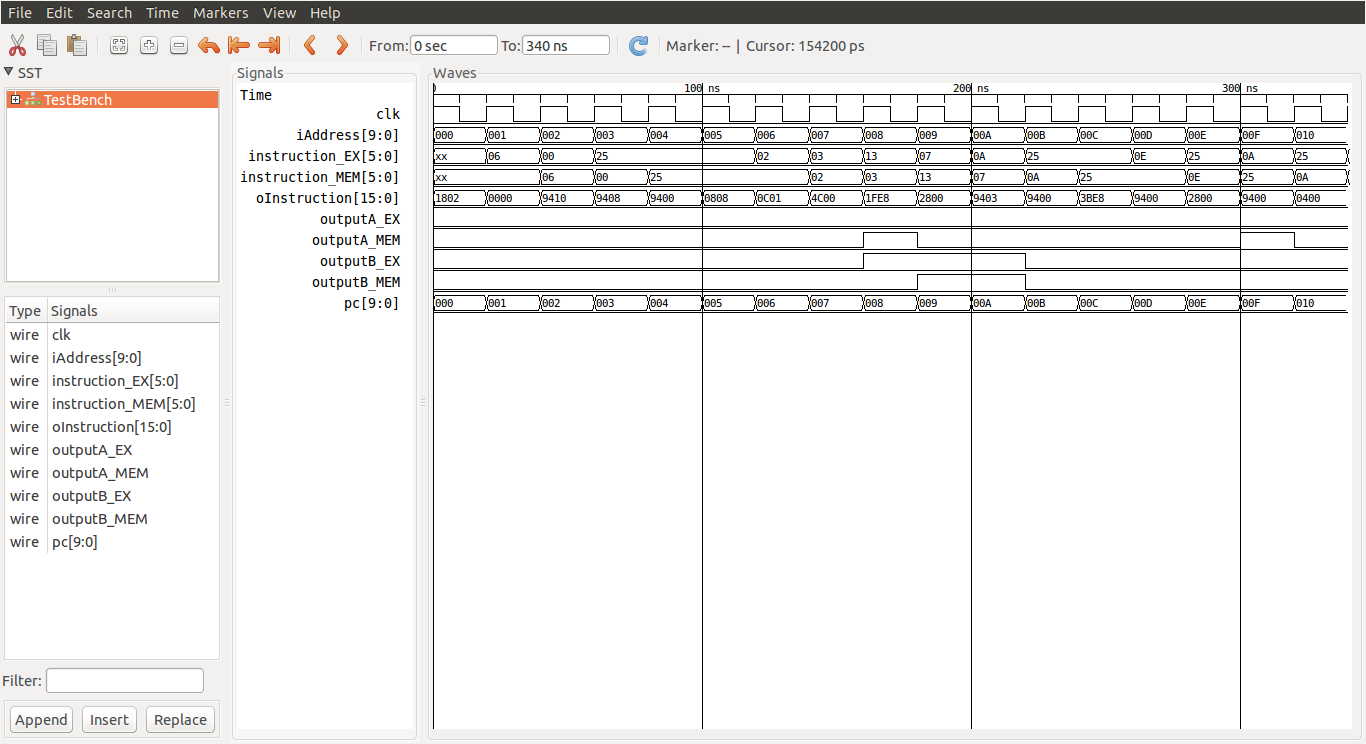 File Edit Search Time Markers View Help
From: 0 sec To: 340 ns Marker: -- | Cursor: 154200 ps
SST
TestBench
Type Signals
wire clk
wire iAddress[9:0]
wire instruction_EX[5:0]
wire instruction_MEM[5:0]
wire oInstruction[15:0]
wire outputA_EX
wire outputA_MEM
wire outputB_EX
wire outputB_MEM
wire pc[9:0]
Filter:
Append Insert Replace
Signals
Time
clk
iAddress[9:0]
instruction_EX[5:0]
instruction_MEM[5:0]
oInstruction[15:0]
outputA_EX
outputA_MEM
outputB_EX
outputB_MEM
pc[9:0]
Waves
0 100 ns 200 ns 300 ns
000 001 002 003 004 005 006 007 008 009 00A 00B 00C 00D 00E 00F 010
xx 06 00 25 02 03 13 07 0A 25 0E 25 0A 25
xx 06 00 25 02 03 13 07 0A 25 0E 25 0A
1802 0000 9410 9408 9400 0808 0C01 4C00 1FE8 2800 9403 9400 3BE8 9400 2800 9400 0400
000 001 002 003 004 005 006 007 008 009 00A 00B 00C 00D 00E 00F 010